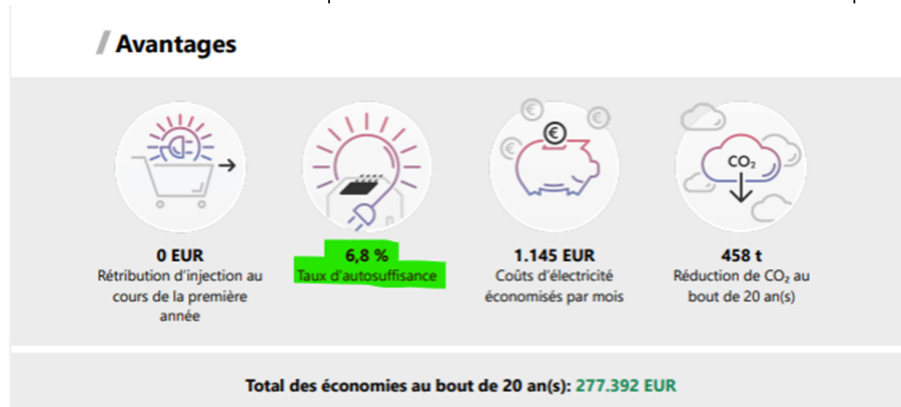 Avantages
CO₂
0 EUR
Rétribution d'injection au
cours de la première
année
6,8 %
Taux d'autosuffisance
1.145 EUR
Coûts d'électricité
économisés par mois
458 t
Réduction de CO₂ au
bout de 20 an(s)
Total des économies au bout de 20 an(s): 277.392 EUR